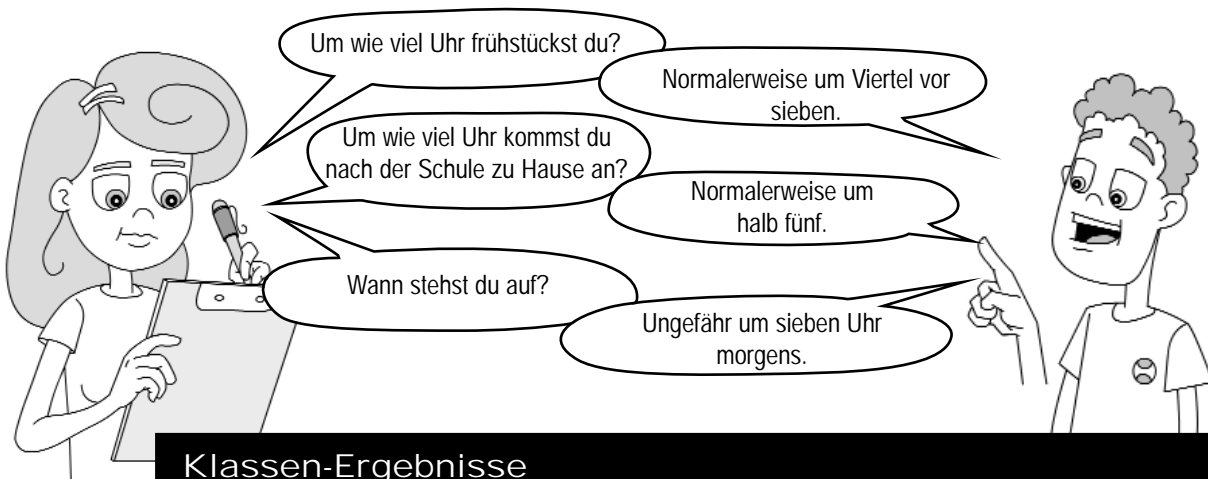 Um wie viel Uhr frühstückst du?
Normalerweise um Viertel vor
sieben.
Um wie viel Uhr kommst du
nach der Schule zu Hause an?
Normalerweise um
halb fünf.
Wann stehst du auf?
Ungefähr um sieben Uhr
morgens.
Klassen-Ergebnisse